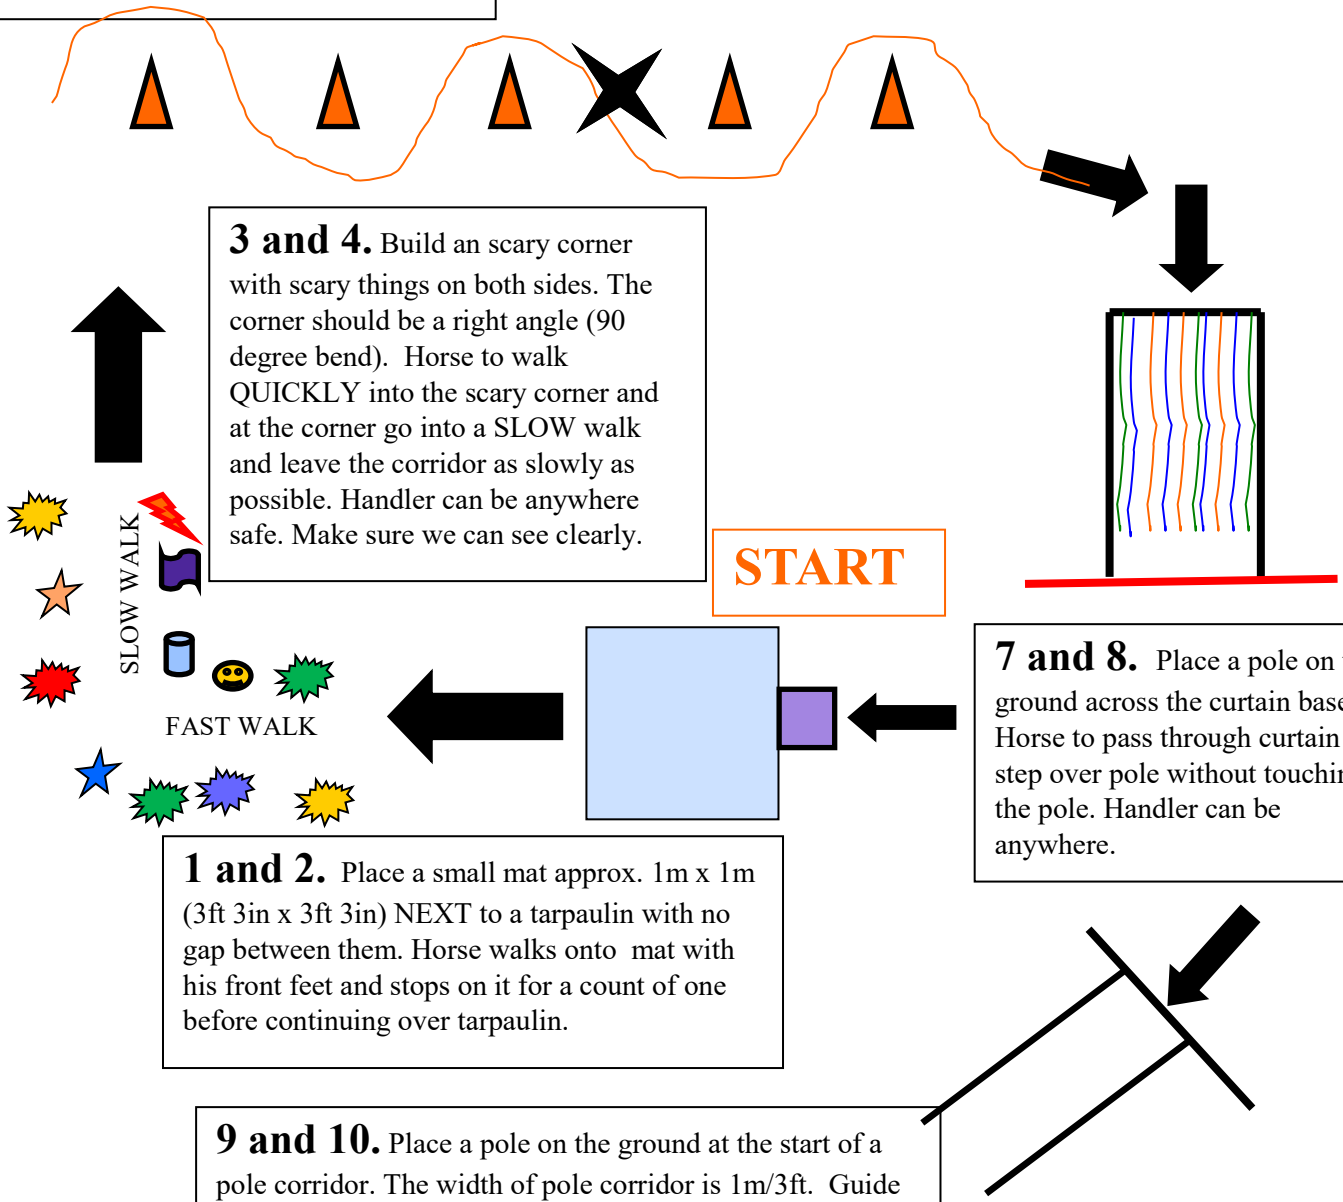 3 and 4. Build an scary corner
with scary things on both sides. The
corner should be a right angle (90
degree bend).  Horse to walk
QUICKLY into the scary corner and
at the corner go into a SLOW walk
and leave the corridor as slowly as
possible. Handler can be anywhere
safe. Make sure we can see clearly.
SLOW WALK
START
FAST WALK
7 and 8.  Place a pole on
ground across the curtain base
Horse to pass through curtain
step over pole without touchin
the pole. Handler can be
anywhere.
1 and 2.  Place a small mat approx. 1m x 1m
(3ft 3in x 3ft 3in) NEXT to a tarpaulin with no
gap between them. Horse walks onto  mat with
his front feet and stops on it for a count of one
before continuing over tarpaulin.
9 and 10. Place a pole on the ground at the start of a
pole corridor. The width of pole corridor is 1m/3ft.  Guide